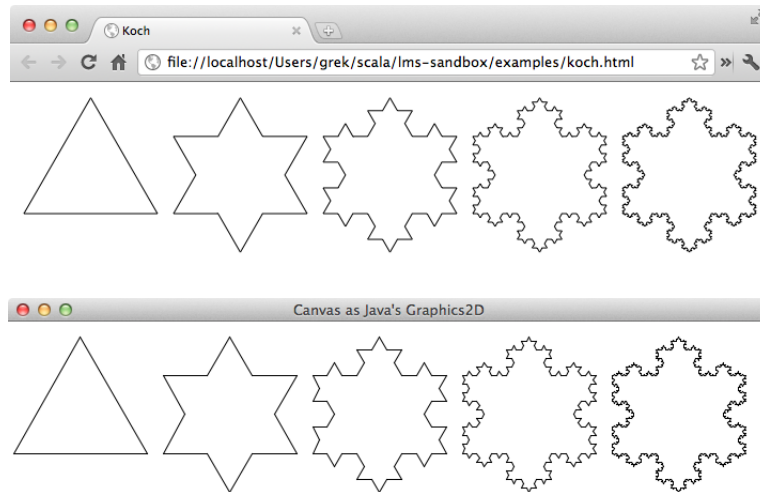 Koch
file://localhost/Users/grek/scala/lms-sandbox/examples/koch.html
Canvas as Java's Graphics2D